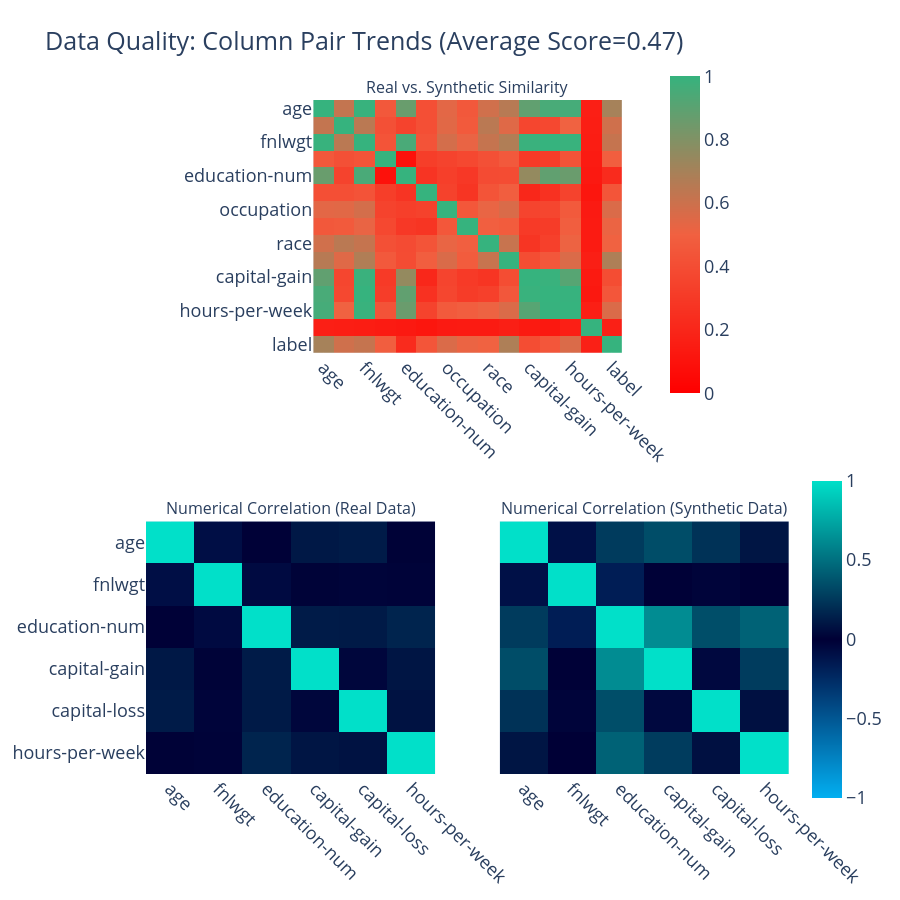 Data Quality: Column Pair Trends (Average Score=0.47)
Real vs. Synthetic Similarity
age
fnlwgt
education-num
occupation
race
capital-gain
hours-per-week
label
age
fnlwgt
education-num
occupation
race
capital-gain
hours-per-week
label
1
0.8
0.6
0.4
0.2
0
Numerical Correlation (Real Data)
age
fnlwgt
education-num
capital-gain
capital-loss
hours-per-week
age
fnlwgt
education-num
capital-gain
capital-loss
hours-per-week
Numerical Correlation (Synthetic Data)
age
fnlwgt
education-num
capital-gain
capital-loss
hours-per-week
1
0.5
0
−0.5
−1